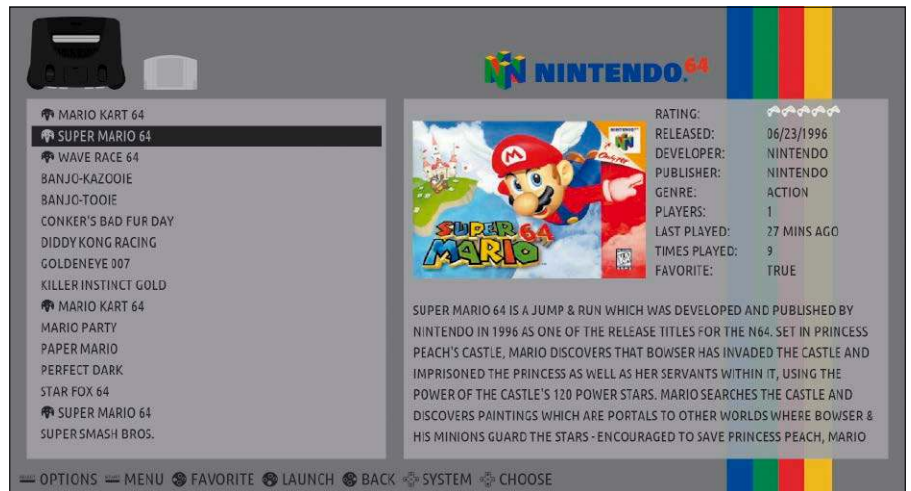 NINTENDO.64
MARIO KART 64
SUPER MARIO 64
WAVE RACE 64
BANJO-KAZOOIE
BANJO-TOOIE
CONKER'S BAD FUR DAY
DIDDY KONG RACING
GOLDENEYE 007
KILLER INSTINCT GOLD
MARIO KART 64
MARIO PARTY
PAPER MARIO
PERFECT DARK
STAR FOX 64
SUPER MARIO 64
SUPER SMASH BROS.
SUPER
MARIO 64
RATING:
RELEASED: 06/23/1996
DEVELOPER: NINTENDO
PUBLISHER: NINTENDO
GENRE: ACTION
PLAYERS: 1
LAST PLAYED: 27 MINS AGO
TIMES PLAYED: 9
FAVORITE: TRUE
SUPER MARIO 64 IS A JUMP & RUN WHICH WAS DEVELOPED AND PUBLISHED BY
NINTENDO IN 1996 AS ONE OF THE RELEASE TITLES FOR THE N64. SET IN PRINCESS
PEACH'S CASTLE, MARIO DISCOVERS THAT BOWSER HAS INVADED THE CASTLE AND
IMPRISONED THE PRINCESS AS WELL AS HER SERVANTS WITHIN IT, USING THE
POWER OF THE CASTLE'S 120 POWER STARS. MARIO SEARCHES THE CASTLE AND
DISCOVERS PAINTINGS WHICH ARE PORTALS TO OTHER WORLDS WHERE BOWSER &
HIS MINIONS GUARD THE STARS - ENCOURAGED TO SAVE PRINCESS PEACH, MARIO
OPTIONS MENU FAVORITE LAUNCH BACK SYSTEM CHOOSE